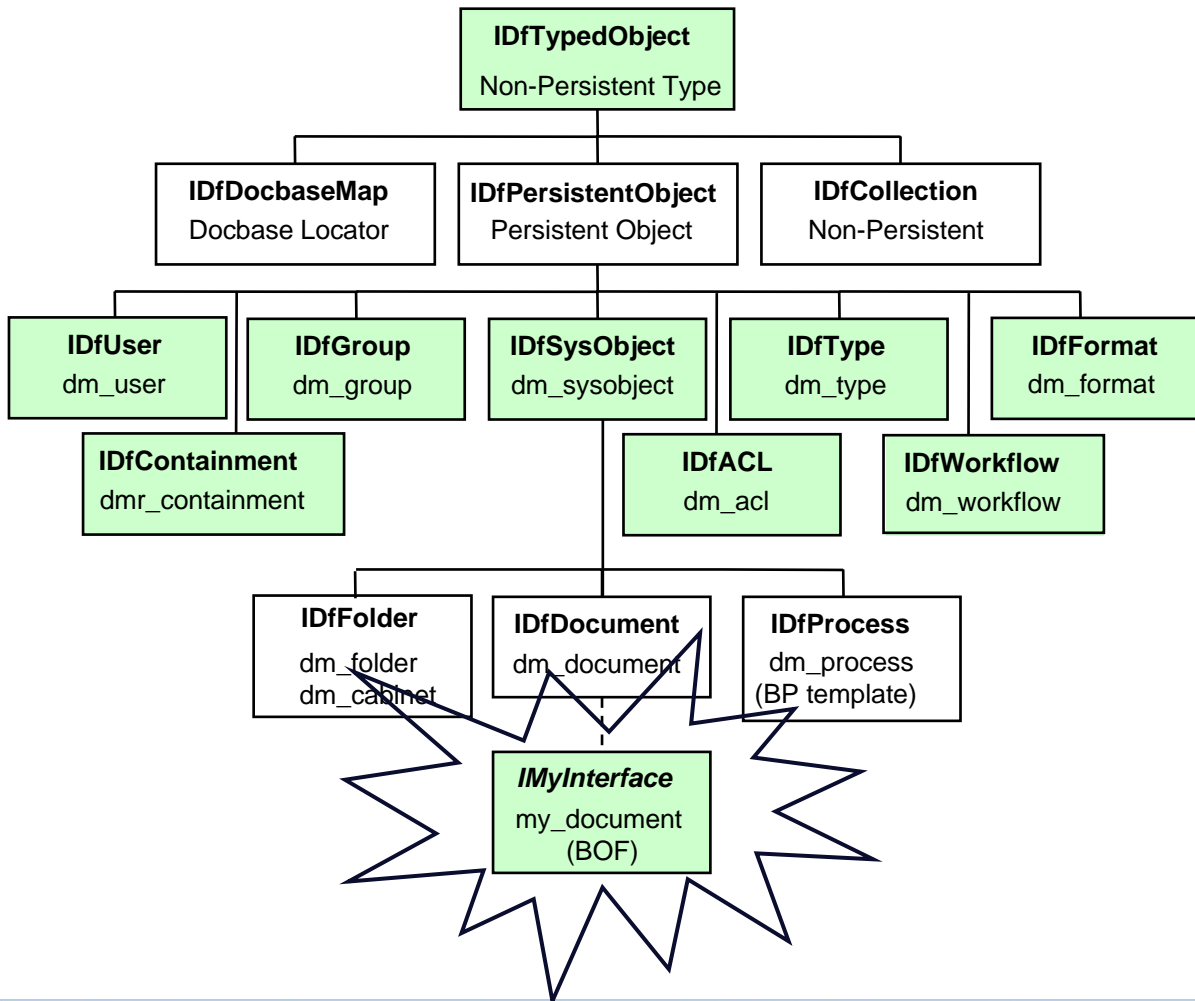 IDfTypedObject
Non-Persistent Type
IDfDocbaseMap
Docbase Locator
IDfPersistentObject
Persistent Object
IDfCollection
Non-Persistent
IDfUser
dm_user
IDfGroup
dm_group
IDfSysObject
dm_sysobject
IDfType
dm_type
IDfFormat
dm_format
IDfContainment
dmr_containment
IDfACL
dm_acl
IDfWorkflow
dm_workflow
IDfFolder
dm_folder
dm_cabinet
IDfDocument
dm_document
IDfProcess
dm_process
(BP template)
IMyInterface
my_document
(BOF)